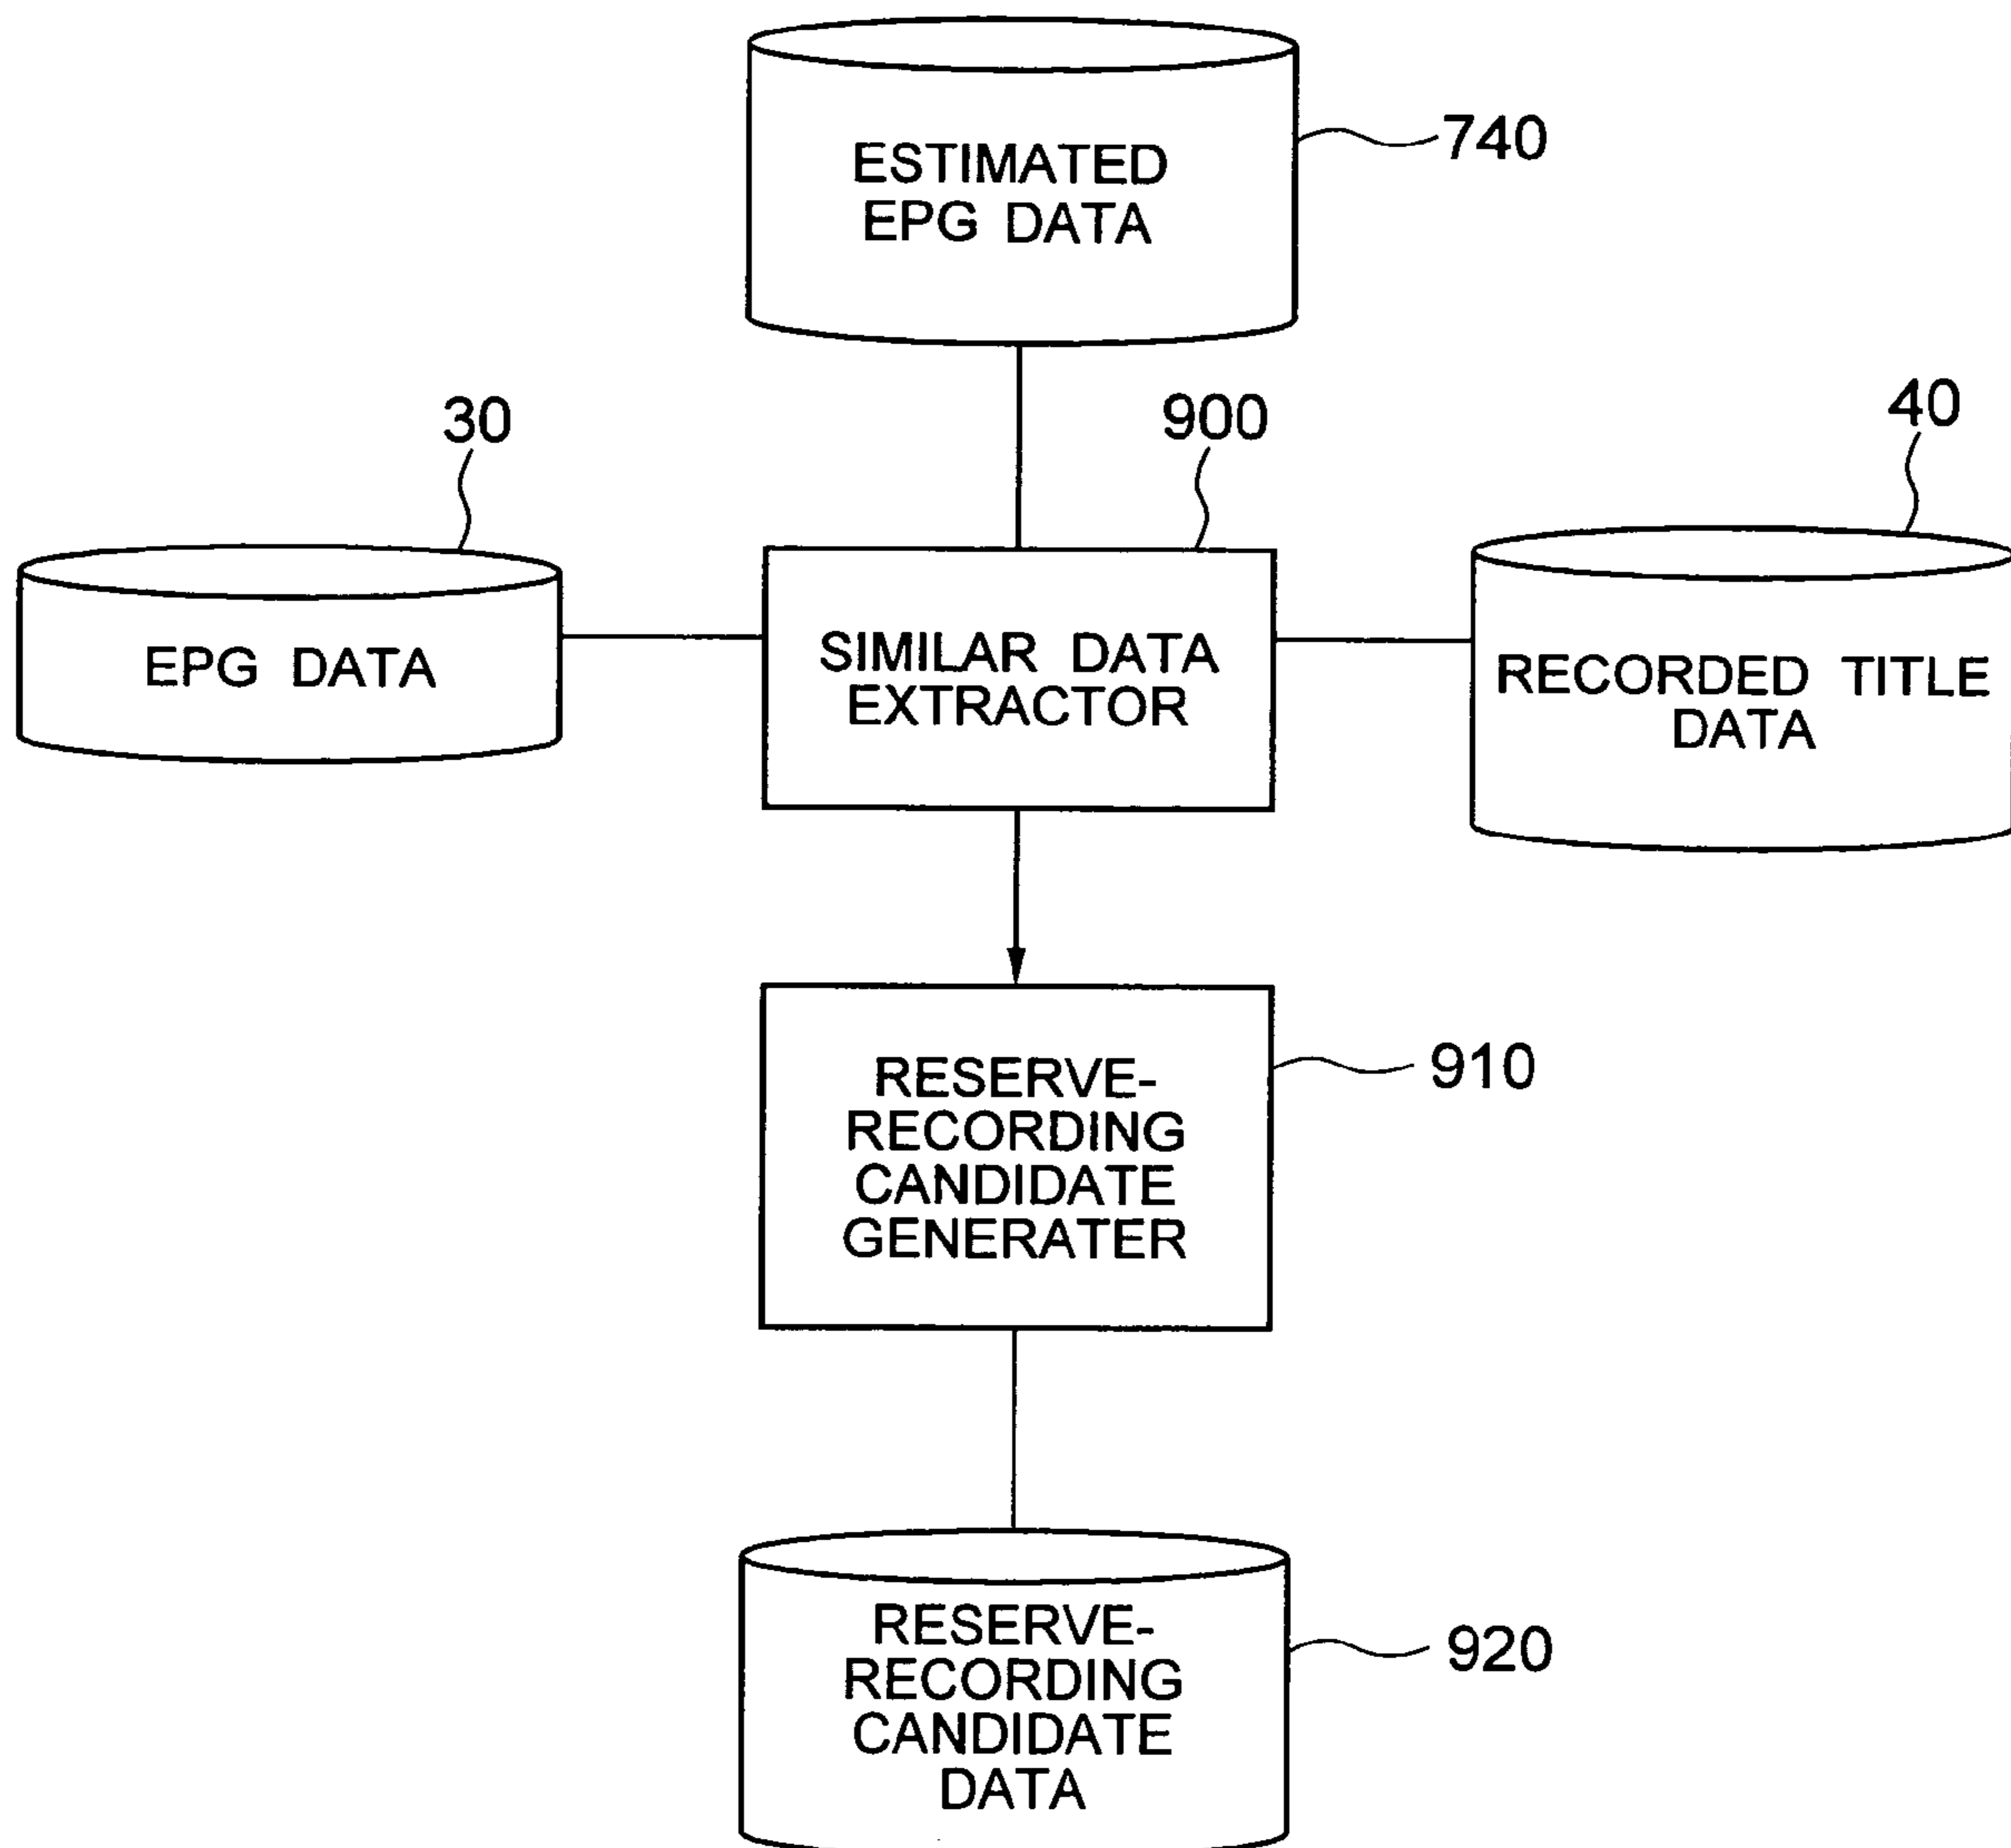 ESTIMATED
EPG DATA
740
30
900
40
EPG DATA
SIMILAR DATA
EXTRACTOR
RECORDED TITLE
DATA
RESERVE-
RECORDING
CANDIDATE
GENERATER
910
RESERVE-
RECORDING
CANDIDATE
DATA
920